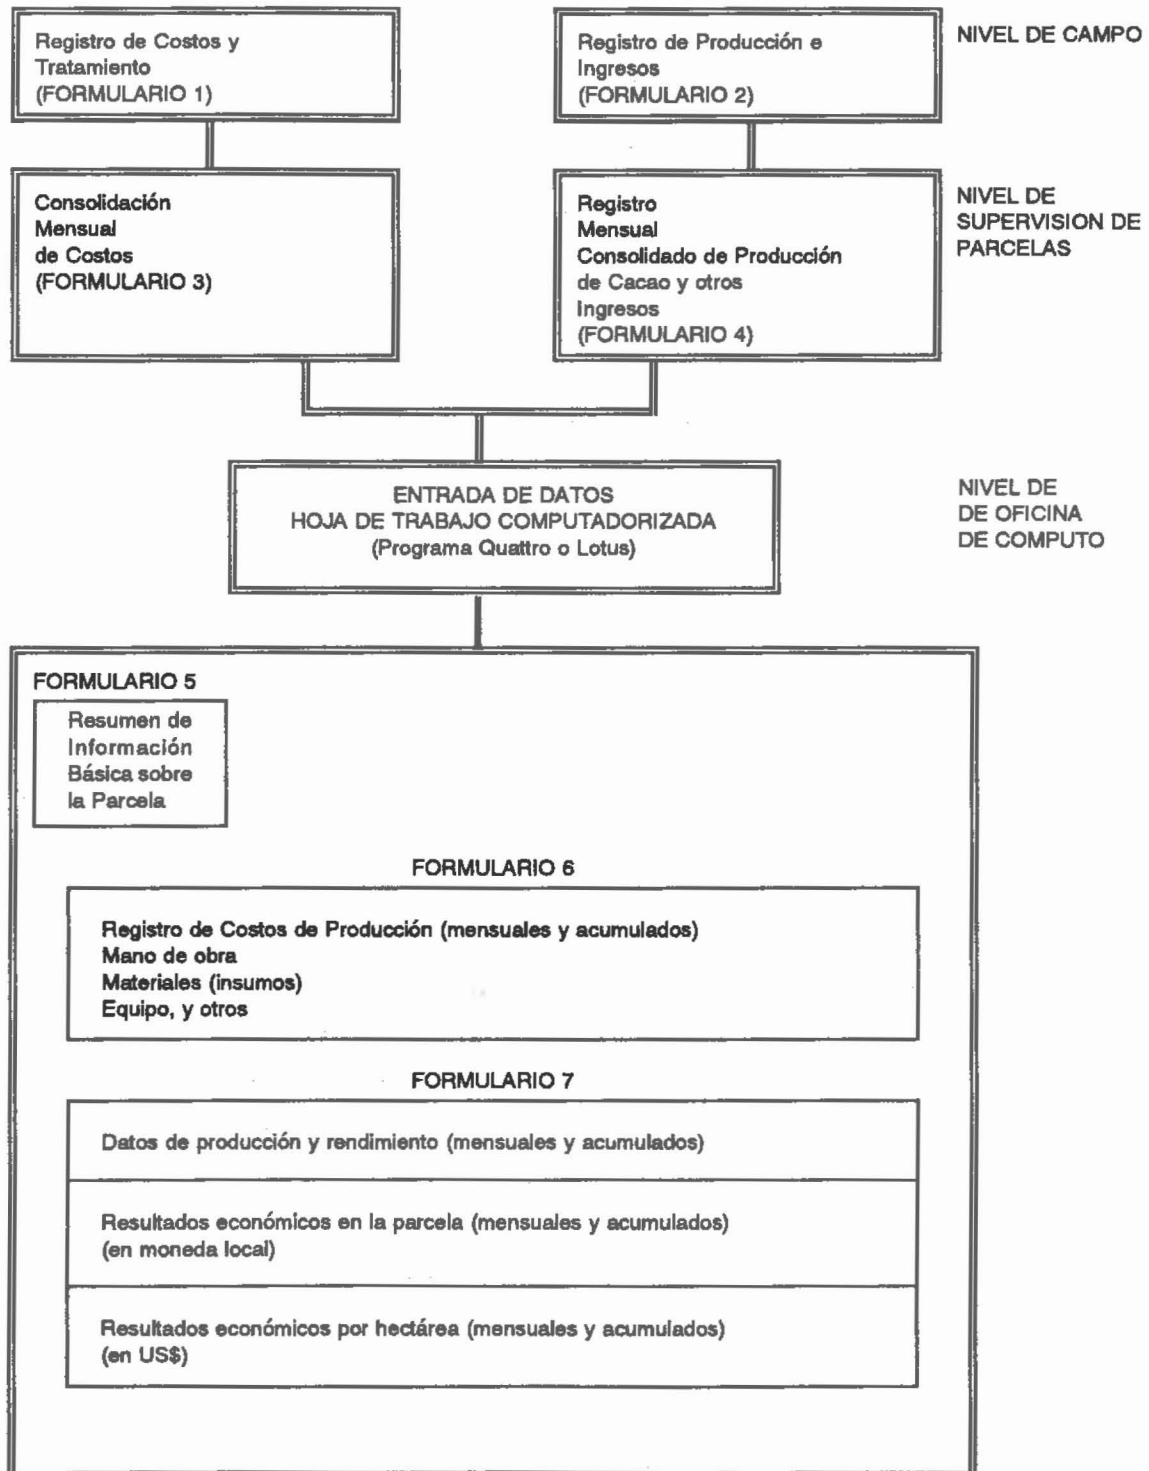 Registro de Costos y
Tratamiento
(FORMULARIO 1)
Registro de Producción e
Ingresos
(FORMULARIO 2)
NIVEL DE CAMPO
Consolidación
Mensual
de Costos
(FORMULARIO 3)
Registro
Mensual
Consolidado de Producción
de Cacao y otros
Ingresos
(FORMULARIO 4)
NIVEL DE
SUPERVISION DE
PARCELAS
ENTRADA DE DATOS
HOJA DE TRABAJO COMPUTADORIZADA
(Programa Quattro o Lotus)
NIVEL DE
DE OFICINA
DE COMPUTO
FORMULARIO 5
Resumen de
Información
Básica sobre
la Parcela
FORMULARIO 6
Registro de Costos de Producción (mensuales y acumulados)
Mano de obra
Materiales (insumos)
Equipo, y otros
FORMULARIO 7
Datos de producción y rendimiento (mensuales y acumulados)
Resultados económicos en la parcela (mensuales y acumulados)
(en moneda local)
Resultados económicos por hectárea (mensuales y acumulados)
(en US$)